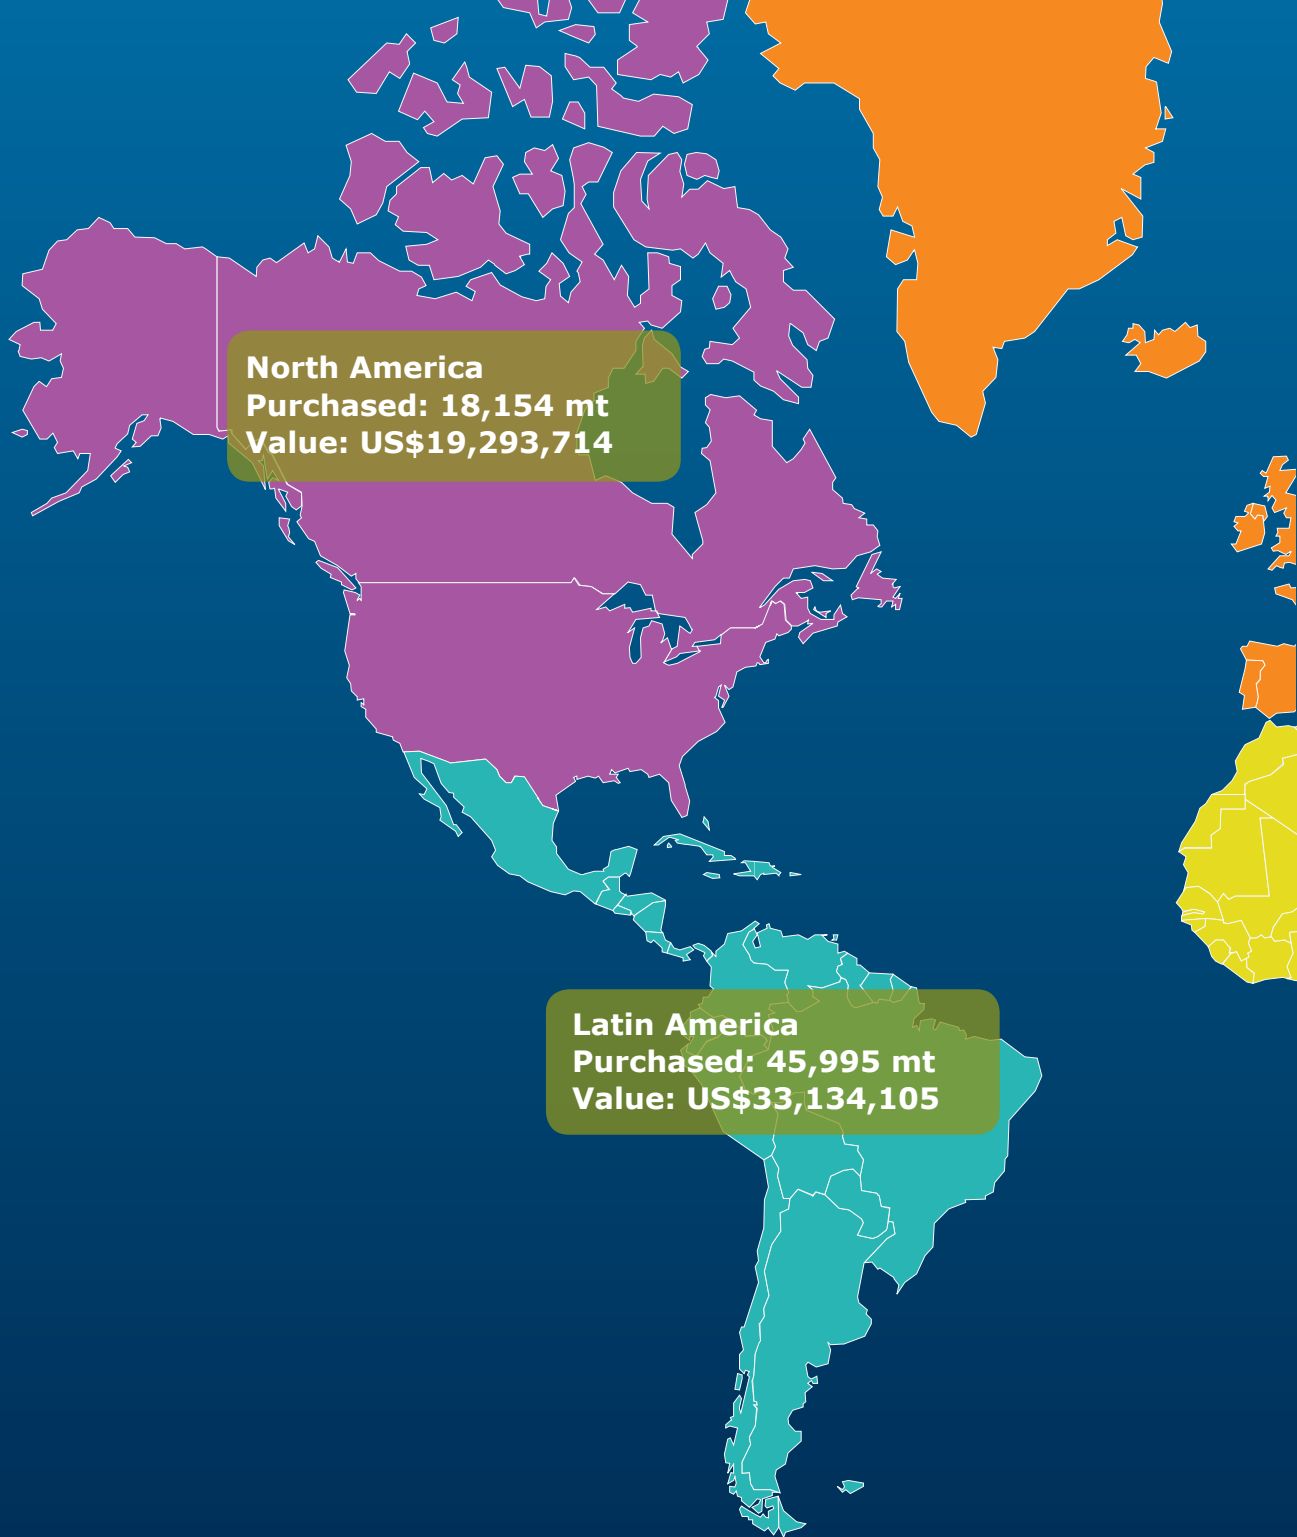 North America
Purchased: 18,154 mt
Value: US$19,293,714
Latin America
Purchased: 45,995 mt
Value: US$33,134,105